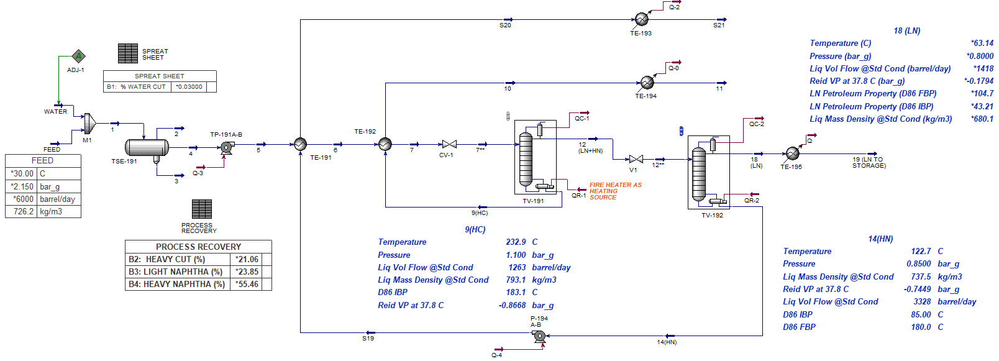 Q-2
S20
TE-193
S21
18 (LN)
Temperature (C) *63.14
Pressure (bar_g) *0.8000
Liq Vol Flow @Std Cond (barrel/day) *1418
Reid VP at 37.8 C (bar_g) *-0.1794
LN Petroleum Property (D86 FBP) *104.7
LN Petroleum Property (D86 IBP) *43.21
Liq Mass Density @Std Cond (kg/m3) *680.1
A
ADJ-1
SPREAT
SHEET
SPREAT SHEET
B1: % WATER CUT *0.03000
Q-0
10
TE-194
11
WATER
1
M1
FEED
2
TSE-191
4
3
TP-191A-B
Q-3
5
TE-191
6
TE-192
7
CV-1
7**
QC-1
12
(LN+HN)
TV-191
QR-1
FIRE HEATER AS
HEATING
SOURCE
9(HC)
V1
12**
QC-2
18
(LN)
TE-195
Q
19 (LN TO
STORAGE)
QR-2
TV-192
FEED
*30.00 C
*2.150 bar_g
*6000 barrel/day
726.2 kg/m3
PROCESS
RECOVERY
PROCESS RECOVERY
B2: HEAVY CUT (%) *21.06
B3: LIGHT NAPHTHA (%) *23.85
B4: HEAVY NAPHTHA (%) *55.46
9(HC)
Temperature 232.9 C
Pressure 1.100 bar_g
Liq Vol Flow @Std Cond 1263 barrel/day
Liq Mass Density @Std Cond 793.1 kg/m3
D86 IBP 183.1 C
Reid VP at 37.8 C -0.8668 bar_g
14(HN)
Temperature 122.7 C
Pressure 0.8500 bar_g
Liq Mass Density @Std Cond 737.5 kg/m3
Reid VP at 37.8 C -0.7449 bar_g
Liq Vol Flow @Std Cond 3328 barrel/day
D86 IBP 85.00 C
D86 FBP 180.0 C
P-194
A-B
S19
14(HN)
Q-4